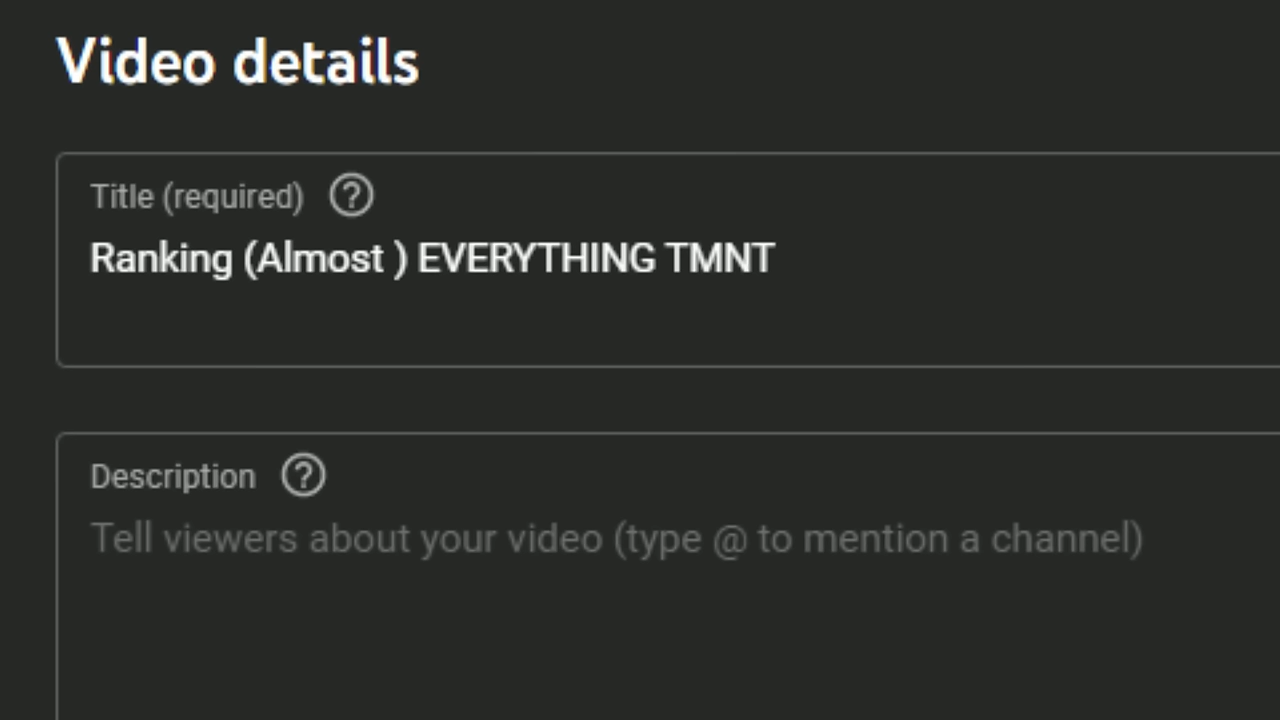 Video details
Title (required) ?
Ranking (Almost ) EVERYTHING TMNT
Description ?
Tell viewers about your video (type @ to mention a channel)